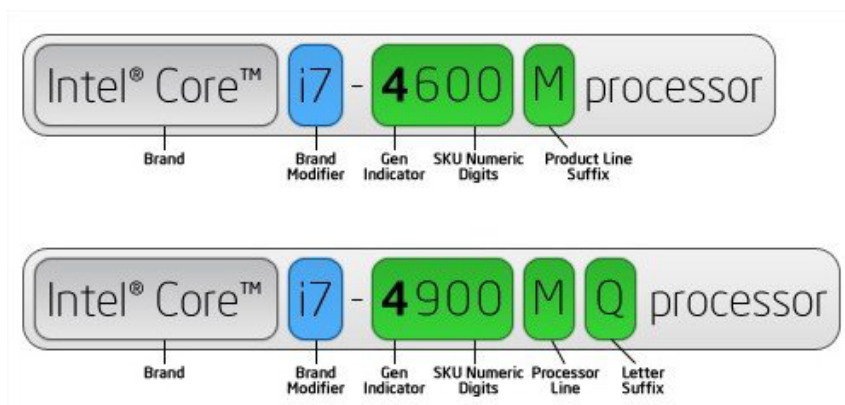 Intel® Core™ i7 - 4600 M processor
Brand Brand Modifier Gen Indicator SKU Numeric Digits Product Line Suffix
Intel® Core™ i7 - 4900 M Q processor
Brand Brand Modifier Gen Indicator SKU Numeric Digits Processor Line Letter Suffix